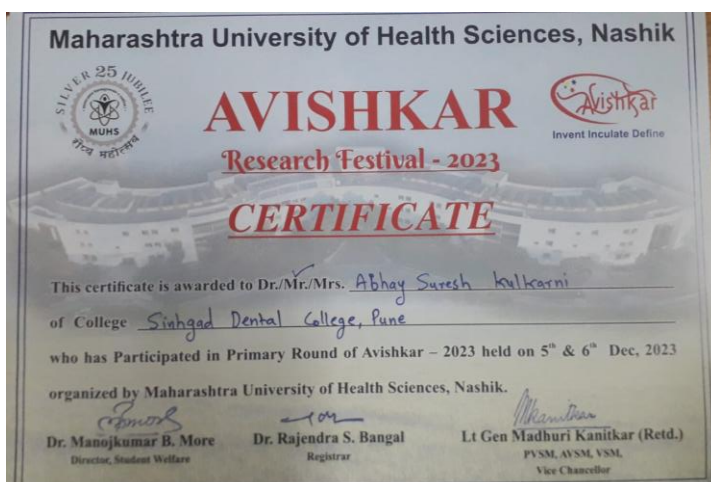 Maharashtra University of Health Sciences, Nashik
SILVER 25 JUBILEE
MUHS
रौप्य महोत्सव
AVISHKAR
Avishkar
Invent Inculate Define
Research Festival - 2023
CERTIFICATE
This certificate is awarded to Dr./Mr./Mrs. Abhay Suresh Kulkarni
of College Sinhgad Dental College, Pune
who has Participated in Primary Round of Avishkar – 2023 held on 5th & 6th Dec, 2023
organized by Maharashtra University of Health Sciences, Nashik.
Dr. Manojkumar B. More Dr. Rajendra S. Bangal Lt Gen Madhuri Kanitkar (Retd.)
Director, Student Welfare Registrar PVSM, AVSM, VSM,
Vice Chancellor